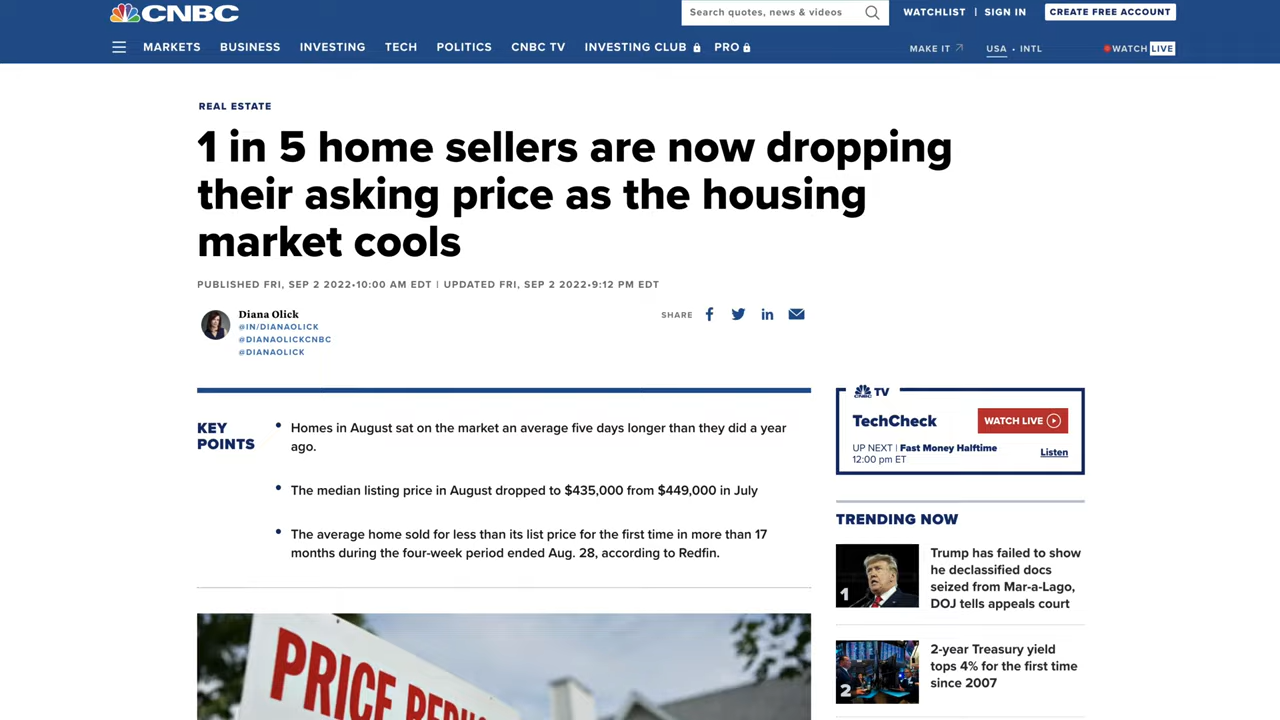 CNBC
Search quotes, news & videos
WATCHLIST | SIGN IN
CREATE FREE ACCOUNT
MARKETS BUSINESS INVESTING TECH POLITICS CNBC TV INVESTING CLUB PRO
MAKE IT USA • INTL WATCH LIVE
REAL ESTATE
1 in 5 home sellers are now dropping
their asking price as the housing
market cools
PUBLISHED FRI, SEP 2 2022•10:00 AM EDT | UPDATED FRI, SEP 2 2022•9:12 PM EDT
Diana Olick
@IN/DIANAOLICK
@DIANAOLICKCNBC
@DIANAOLICK
SHARE
KEY
POINTS
• Homes in August sat on the market an average five days longer than they did a year
ago.
• The median listing price in August dropped to $435,000 from $449,000 in July
• The average home sold for less than its list price for the first time in more than 17
months during the four-week period ended Aug. 28, according to Redfin.
PRICE
CNBC TV
TechCheck
WATCH LIVE
UP NEXT | Fast Money Halftime
12:00 pm ET
Listen
TRENDING NOW
1
Trump has failed to show
he declassified docs
seized from Mar-a-Lago,
DOJ tells appeals court
2
2-year Treasury yield
tops 4% for the first time
since 2007